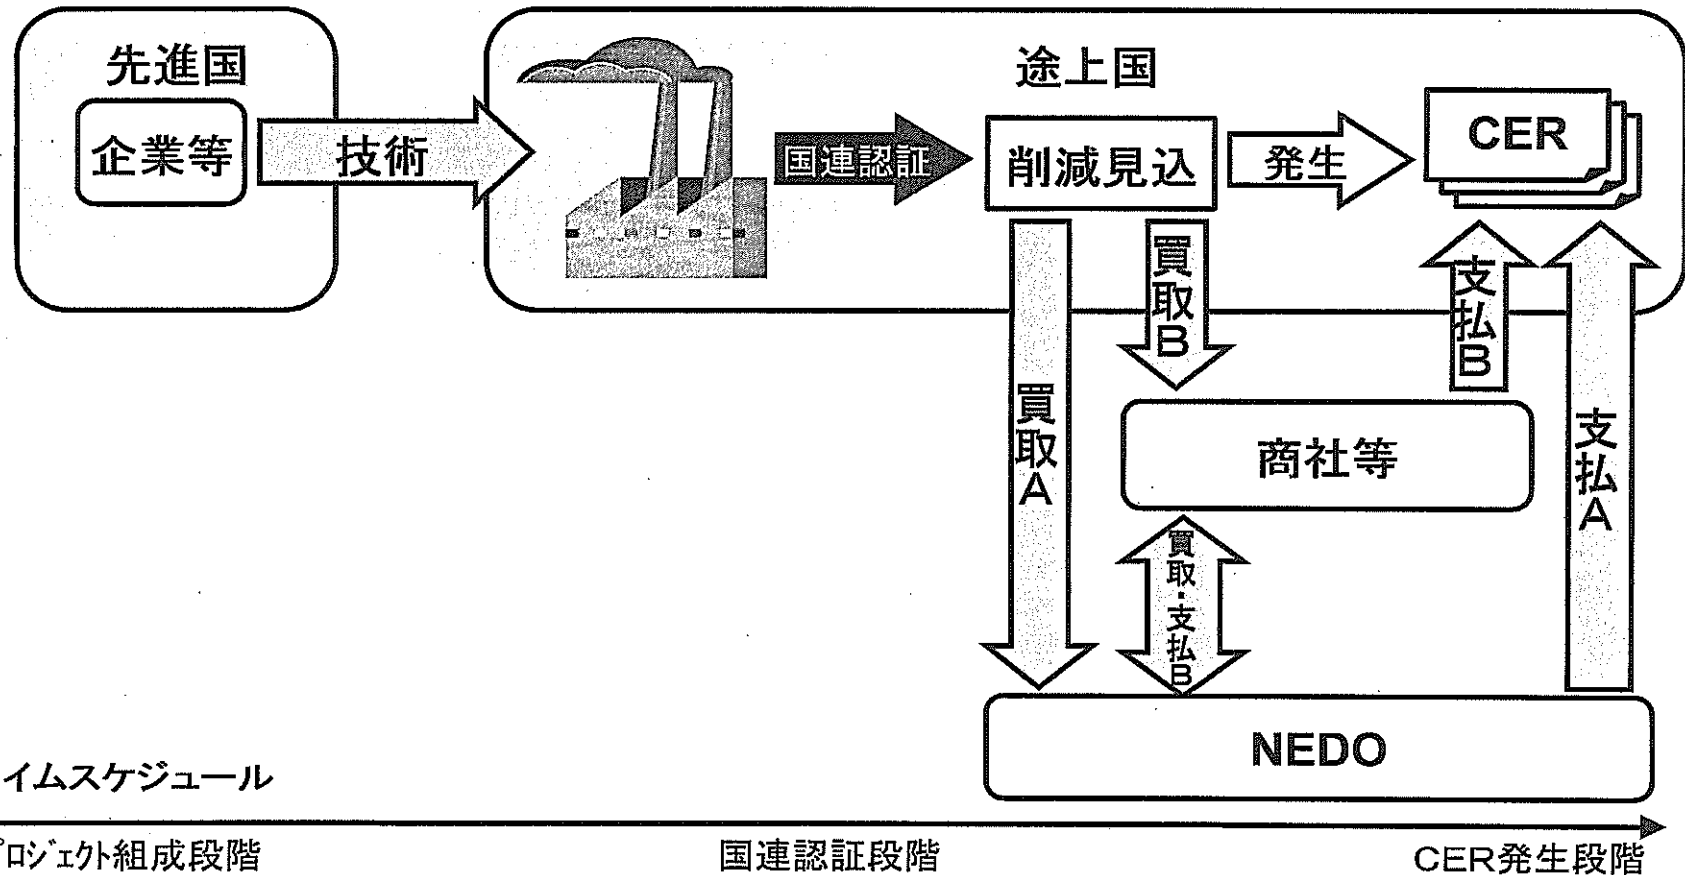 先進国
企業等
技術
途上国
国連認証
削減見込
発生
CER
買取A
買取B
支払B
支払A
商社等
買取・支払B
NEDO
イムスケジュール
プロジェクト組成段階
国連認証段階
CER発生段階